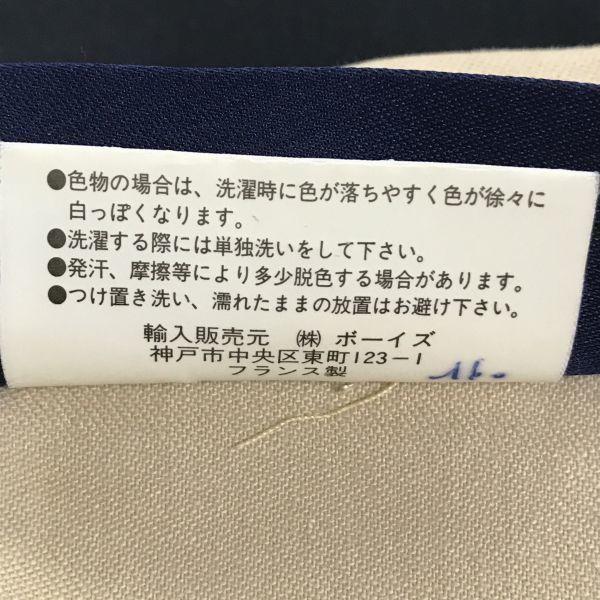 ●色物の場合は、洗濯時に色が落ちやすく色が徐々に
白っぽくなります。
●洗濯する際には単独洗いをして下さい。
●発汗、摩擦等により多少脱色する場合があります。
●つけ置き洗い、濡れたままの放置はお避け下さい。
輸入販売元 ㈱ ボーイズ
神戸市中央区東町123-1
フランス製